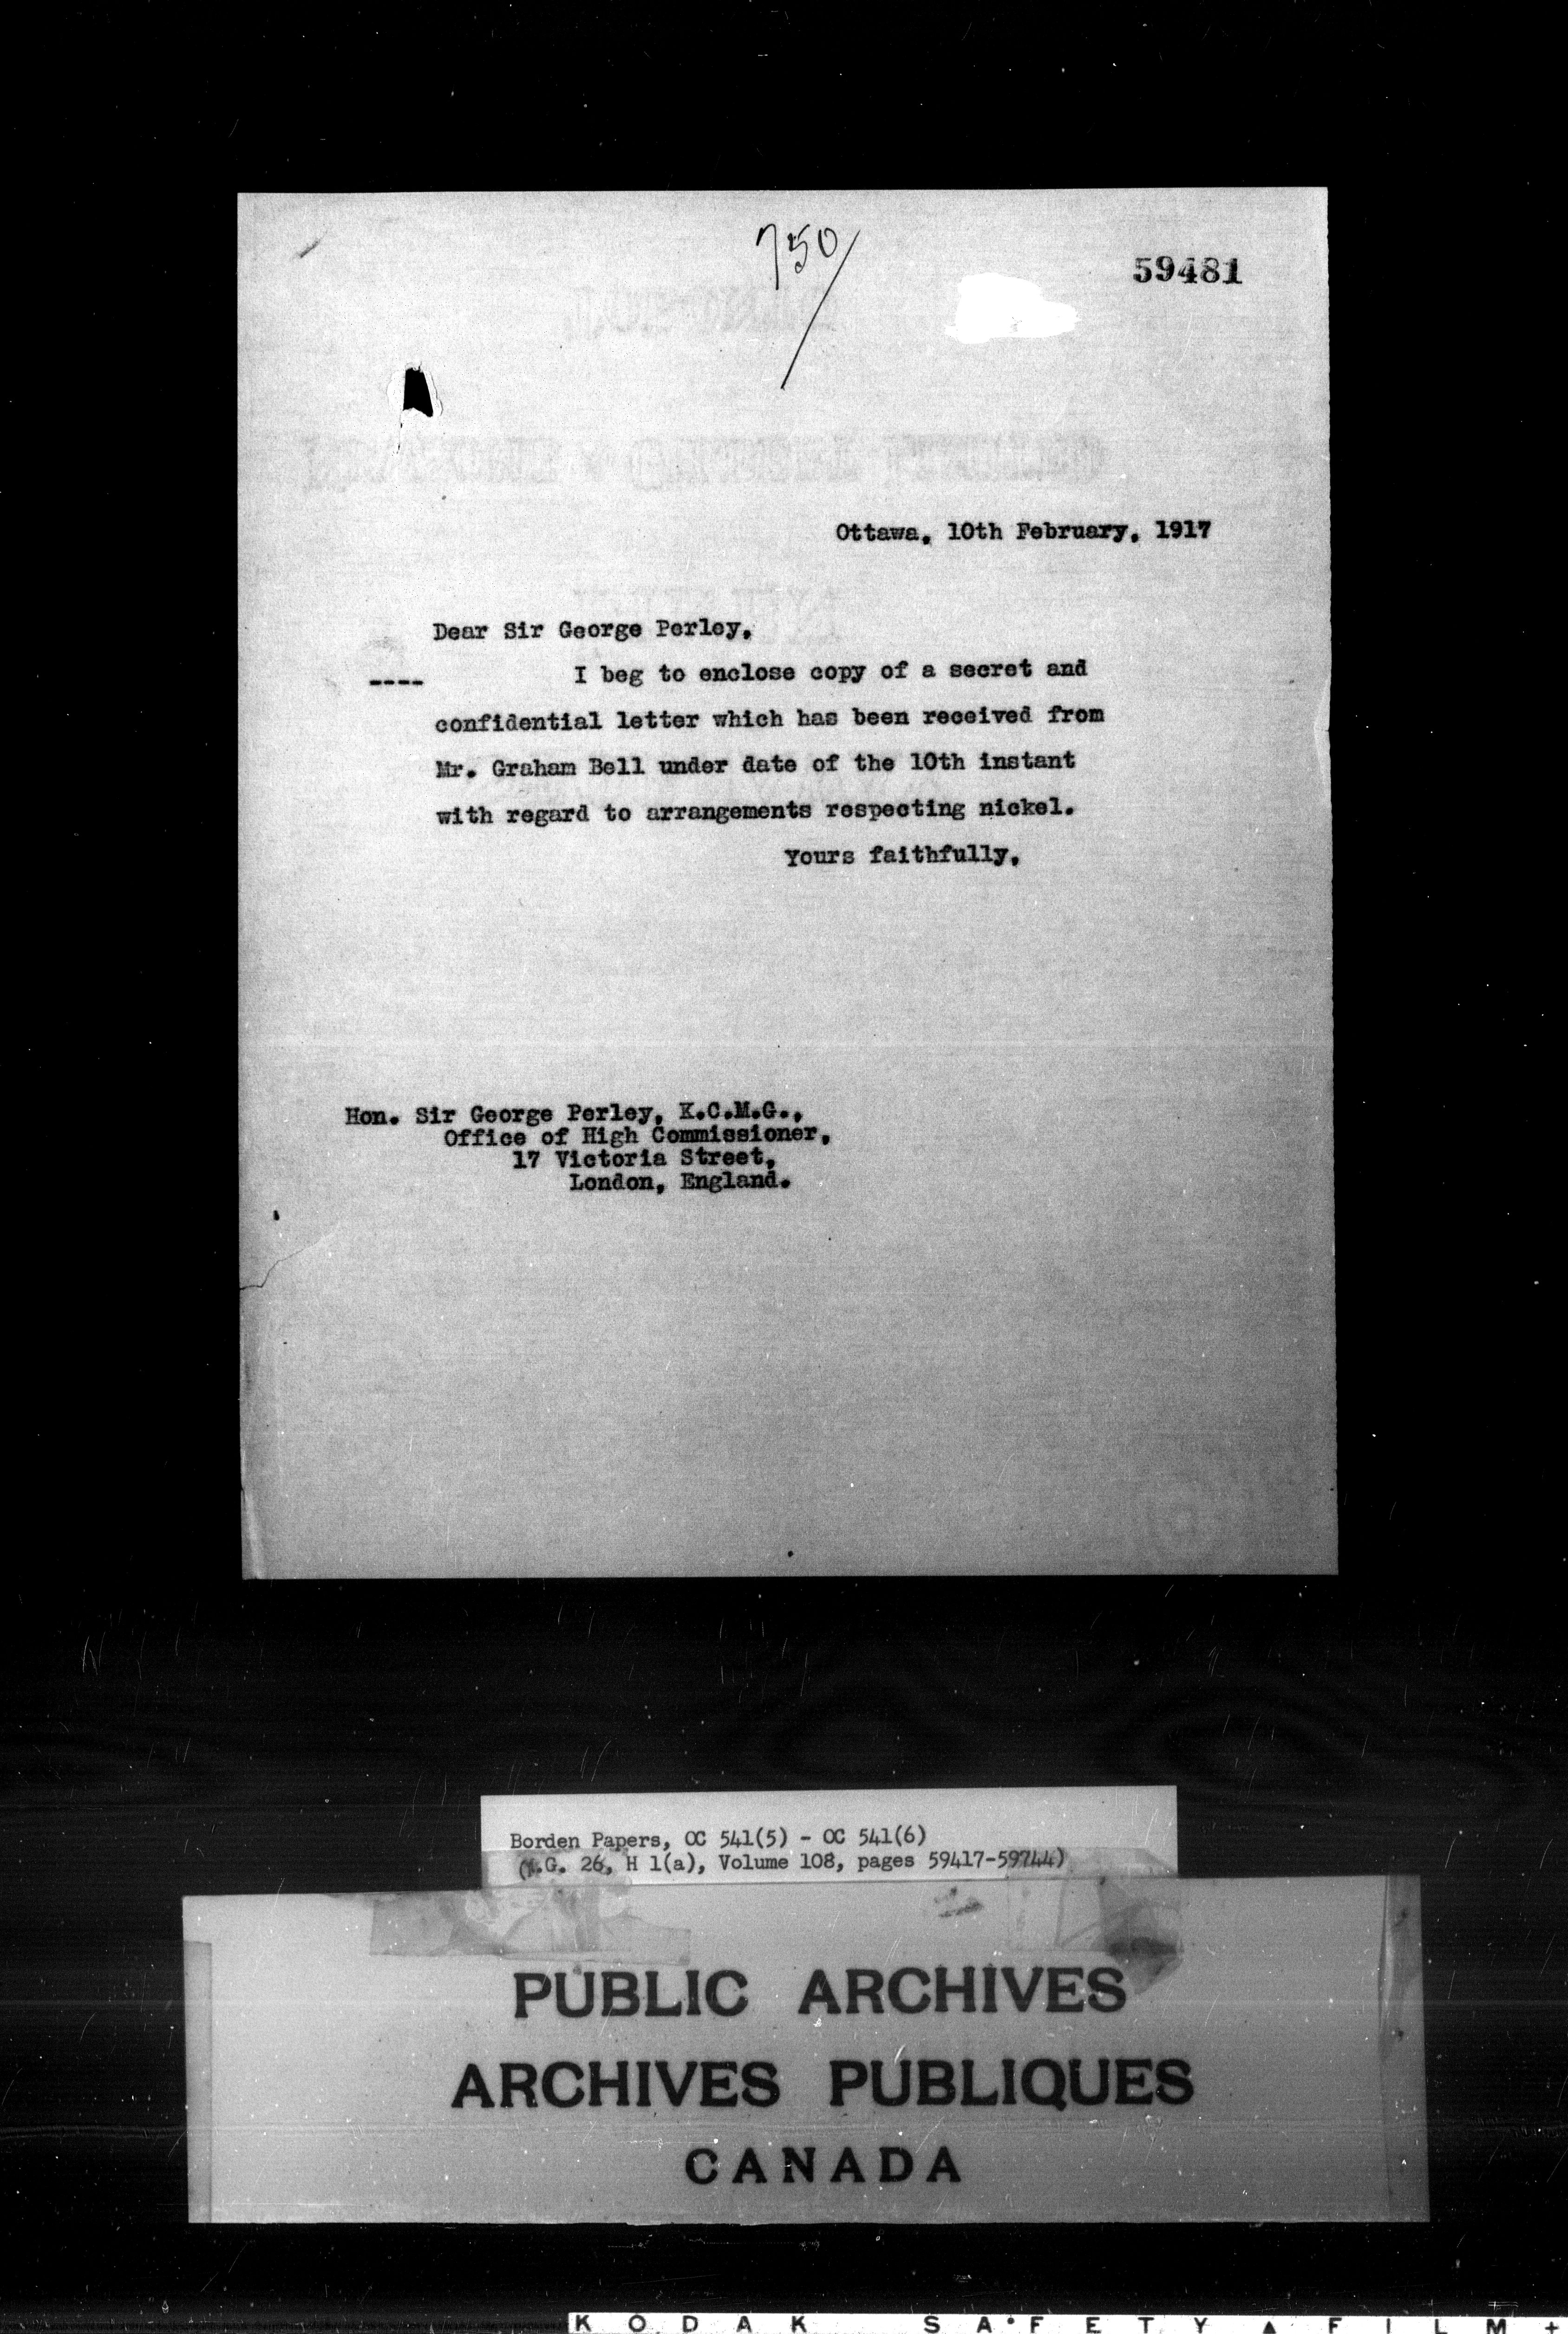 750/
59481
Ottawa, 10th February, 1917
Dear Sir George Perley,
---- I beg to enclose copy of a secret and
confidential letter which has been received from
Mr. Graham Bell under date of the 10th instant
with regard to arrangements respecting nickel.
Yours faithfully,
Hon. Sir George Perley, K.C.M.G.,
Office of High Commissioner,
17 Victoria Street,
London, England.
Borden Papers, OC 541(5) - OC 541(6)
(M.G. 26, H 1(a), Volume 108, pages 59417-59744)
PUBLIC ARCHIVES
ARCHIVES PUBLIQUES
CANADA
KODAK SAFETY FILM